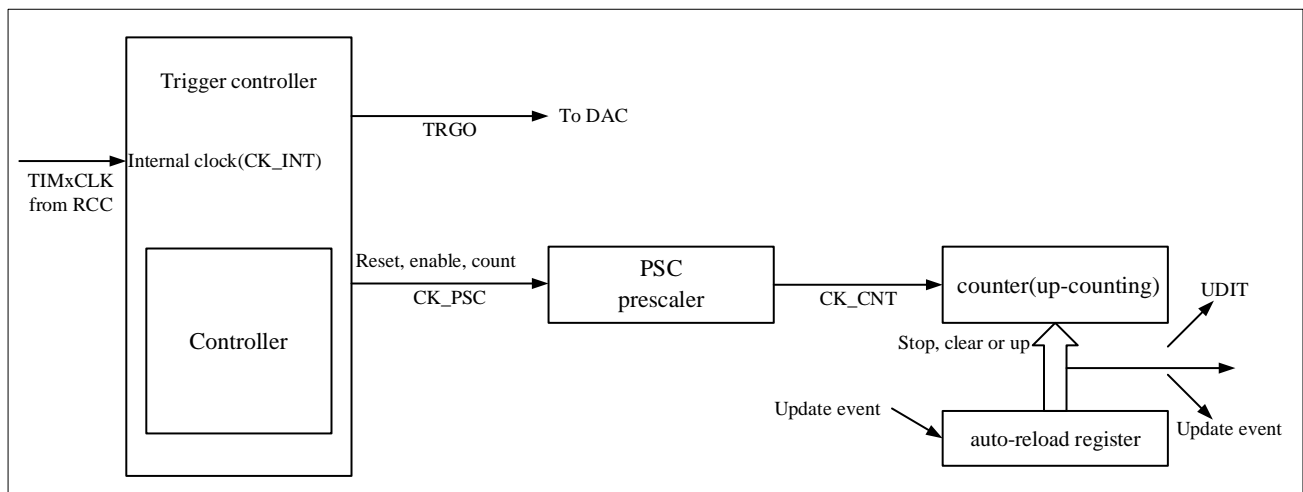 Trigger controller
TRGO
To DAC
Internal clock(CK_INT)
TIMxCLK
from RCC
Reset, enable, count
CK_PSC
Controller
PSC
prescaler
CK_CNT
counter(up-counting)
UDIT
Stop, clear or up
Update event
auto-reload register
Update event